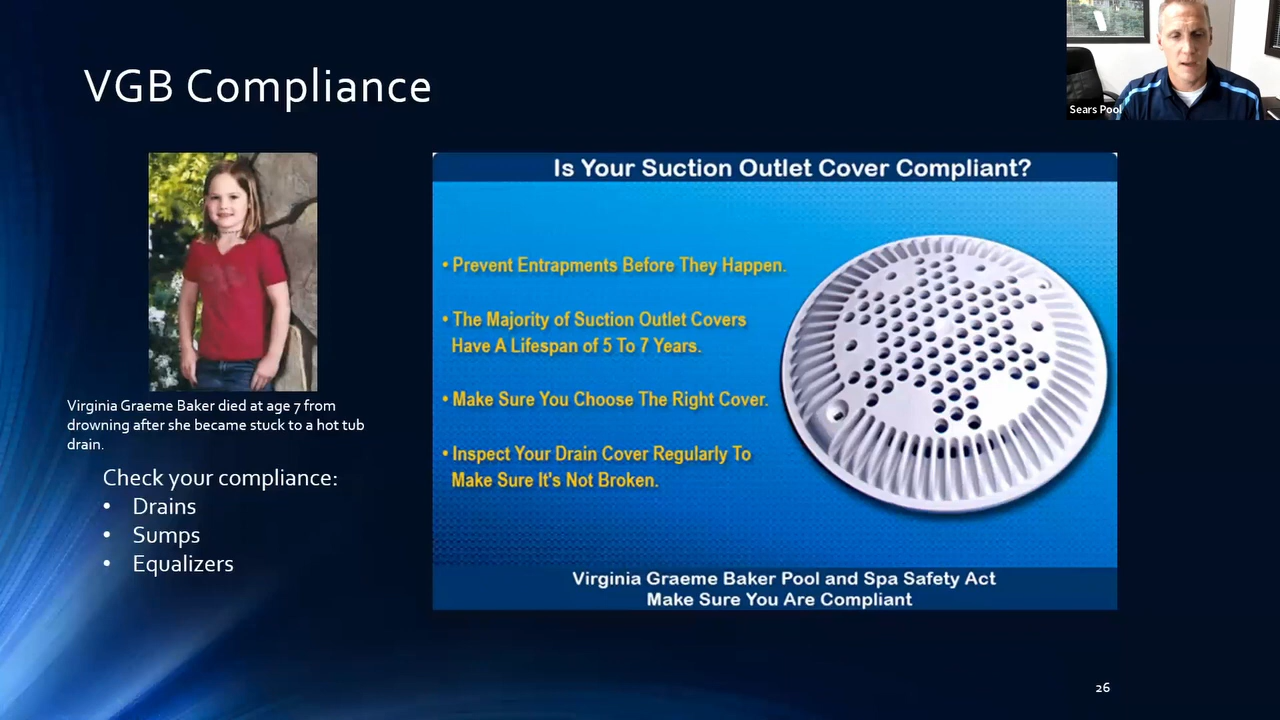 VGB Compliance
Sears Pool
Virginia Graeme Baker died at age 7 from
drowning after she became stuck to a hot tub
drain.
Check your compliance:
• Drains
• Sumps
• Equalizers
Is Your Suction Outlet Cover Compliant?
• Prevent Entrapments Before They Happen.
• The Majority of Suction Outlet Covers
Have A Lifespan of 5 To 7 Years.
• Make Sure You Choose The Right Cover.
• Inspect Your Drain Cover Regularly To
Make Sure It's Not Broken.
Virginia Graeme Baker Pool and Spa Safety Act
Make Sure You Are Compliant
26